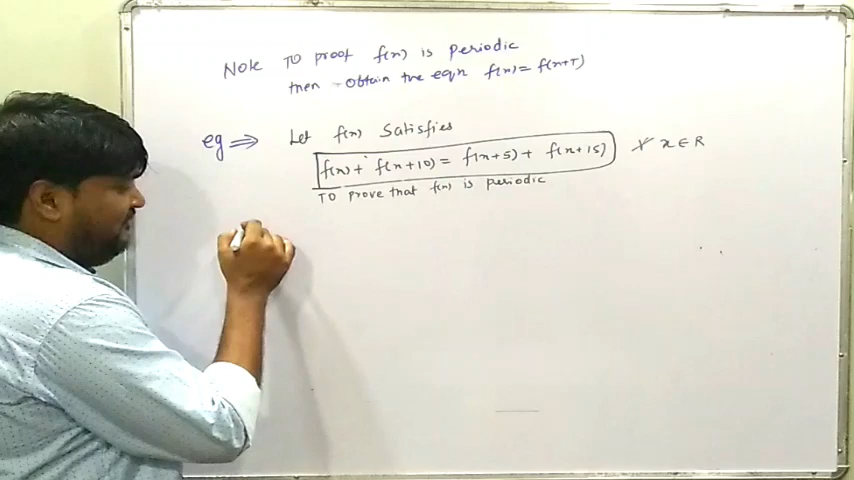 Note To proof f(x) is periodic
then obtain the eqn f(x) = f(x+T)
eg ⇒ Let f(x) Satisfies
f(x) + f(x+10) = f(x+5) + f(x+15) ∀ x ∈ R
To prove that f(x) is periodic